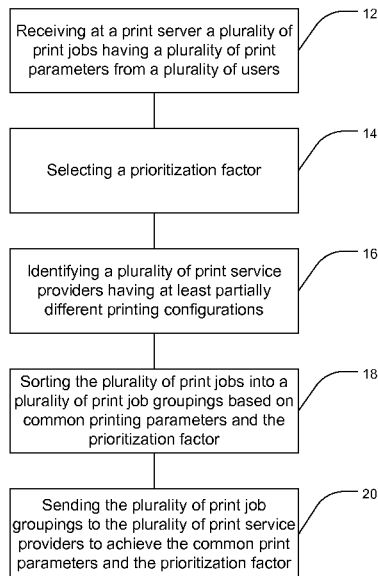 Receiving at a print server a plurality of
print jobs having a plurality of print
parameters from a plurality of users
12
Selecting a prioritization factor
14
Identifying a plurality of print service
providers having at least partially
different printing configurations
16
Sorting the plurality of print jobs into a
plurality of print job groupings based on
common printing parameters and the
prioritization factor
18
Sending the plurality of print job
groupings to the plurality of print service
providers to achieve the common print
parameters and the prioritization factor
20